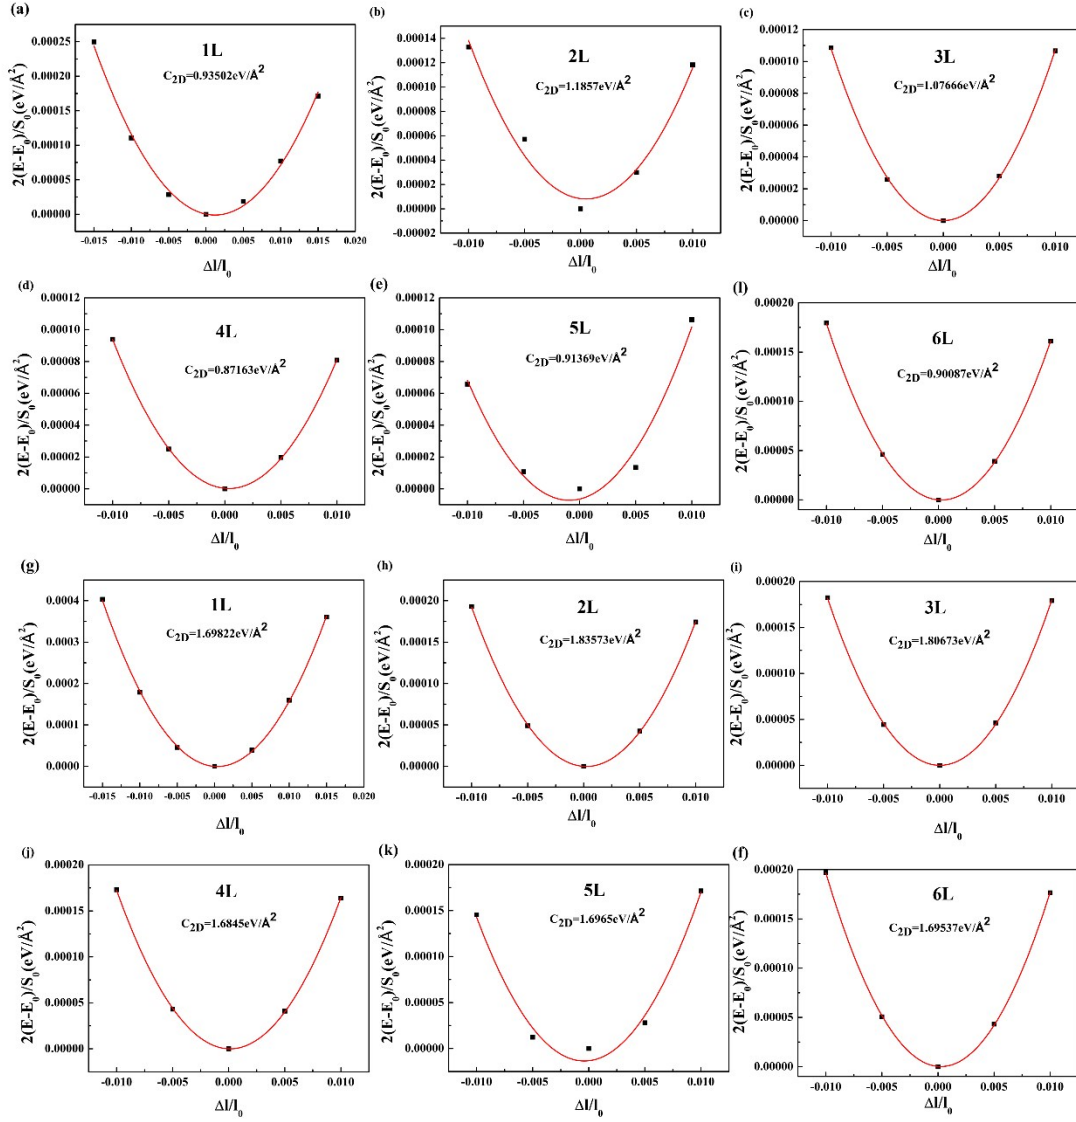 (a)
1L
C2D=0.93502eV/Å2
2(E-E0)/S0(eV/Å2)
0.00025
0.00020
0.00015
0.00010
0.00005
0.00000
-0.015 -0.010 -0.005 0.000 0.005 0.010 0.015 0.020
Δl/l0
(b)
2L
C2D=1.1857eV/Å2
2(E-E0)/S0(eV/Å2)
0.00014
0.00012
0.00010
0.00008
0.00006
0.00004
0.00002
0.00000
-0.00002
-0.010 -0.005 0.000 0.005 0.010
Δl/l0
(c)
3L
C2D=1.07666eV/Å2
2(E-E0)/S0(eV/Å2)
0.00012
0.00010
0.00008
0.00006
0.00004
0.00002
0.00000
-0.010 -0.005 0.000 0.005 0.010
Δl/l0
(d)
4L
C2D=0.87163eV/Å2
2(E-E0)/S0(eV/Å2)
0.00012
0.00010
0.00008
0.00006
0.00004
0.00002
0.00000
-0.010 -0.005 0.000 0.005 0.010
Δl/l0
(e)
5L
C2D=0.91369eV/Å2
2(E-E0)/S0(eV/Å2)
0.00012
0.00010
0.00008
0.00006
0.00004
0.00002
0.00000
-0.010 -0.005 0.000 0.005 0.010
Δl/l0
(l)
6L
C2D=0.90087eV/Å2
2(E-E0)/S0(eV/Å2)
0.00020
0.00015
0.00010
0.00005
0.00000
-0.010 -0.005 0.000 0.005 0.010
Δl/l0
(g)
1L
C2D=1.69822eV/Å2
2(E-E0)/S0(eV/Å2)
0.0004
0.0003
0.0002
0.0001
0.0000
-0.015 -0.010 -0.005 0.000 0.005 0.010 0.015 0.020
Δl/l0
(h)
2L
C2D=1.83573eV/Å2
2(E-E0)/S0(eV/Å2)
0.00020
0.00015
0.00010
0.00005
0.00000
-0.010 -0.005 0.000 0.005 0.010
Δl/l0
(i)
3L
C2D=1.80673eV/Å2
2(E-E0)/S0(eV/Å2)
0.00020
0.00015
0.00010
0.00005
0.00000
-0.010 -0.005 0.000 0.005 0.010
Δl/l0
(j)
4L
C2D=1.6845eV/Å2
2(E-E0)/S0(eV/Å2)
0.00020
0.00015
0.00010
0.00005
0.00000
-0.010 -0.005 0.000 0.005 0.010
Δl/l0
(k)
5L
C2D=1.6965eV/Å2
2(E-E0)/S0(eV/Å2)
0.00020
0.00015
0.00010
0.00005
0.00000
-0.010 -0.005 0.000 0.005 0.010
Δl/l0
(f)
6L
C2D=1.69537eV/Å2
2(E-E0)/S0(eV/Å2)
0.00020
0.00015
0.00010
0.00005
0.00000
-0.010 -0.005 0.000 0.005 0.010
Δl/l0